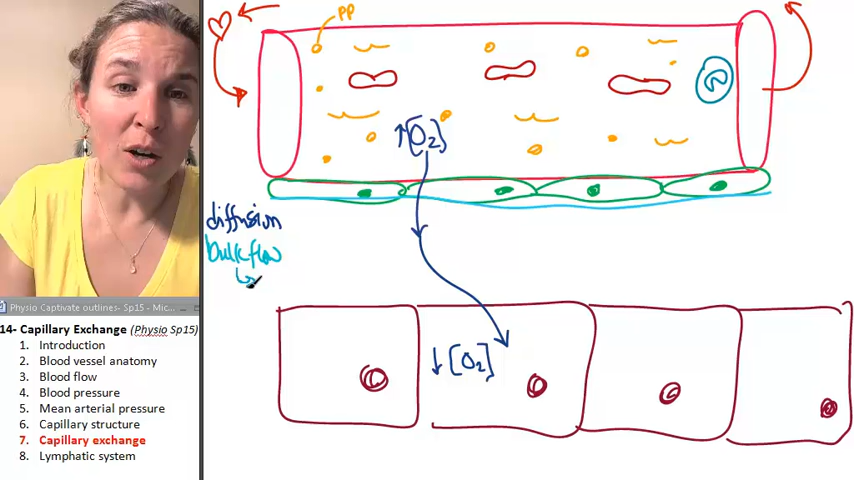 PP
↑[O2]
diffusion
bulk flow
↓[O2]
Physio Captivate outlines- Sp15 - Mic...
14- Capillary Exchange (Physio Sp15)
1. Introduction
2. Blood vessel anatomy
3. Blood flow
4. Blood pressure
5. Mean arterial pressure
6. Capillary structure
7. Capillary exchange
8. Lymphatic system